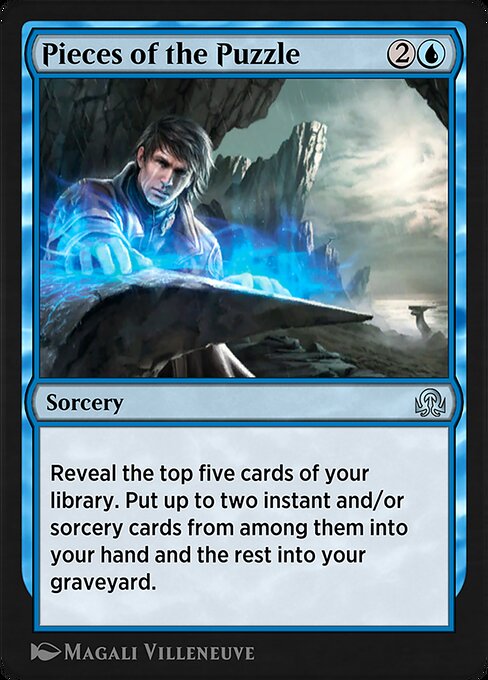 Pieces of the Puzzle 2
Sorcery
Reveal the top five cards of your
library. Put up to two instant and/or
sorcery cards from among them into
your hand and the rest into your
graveyard.
Magali Villeneuve